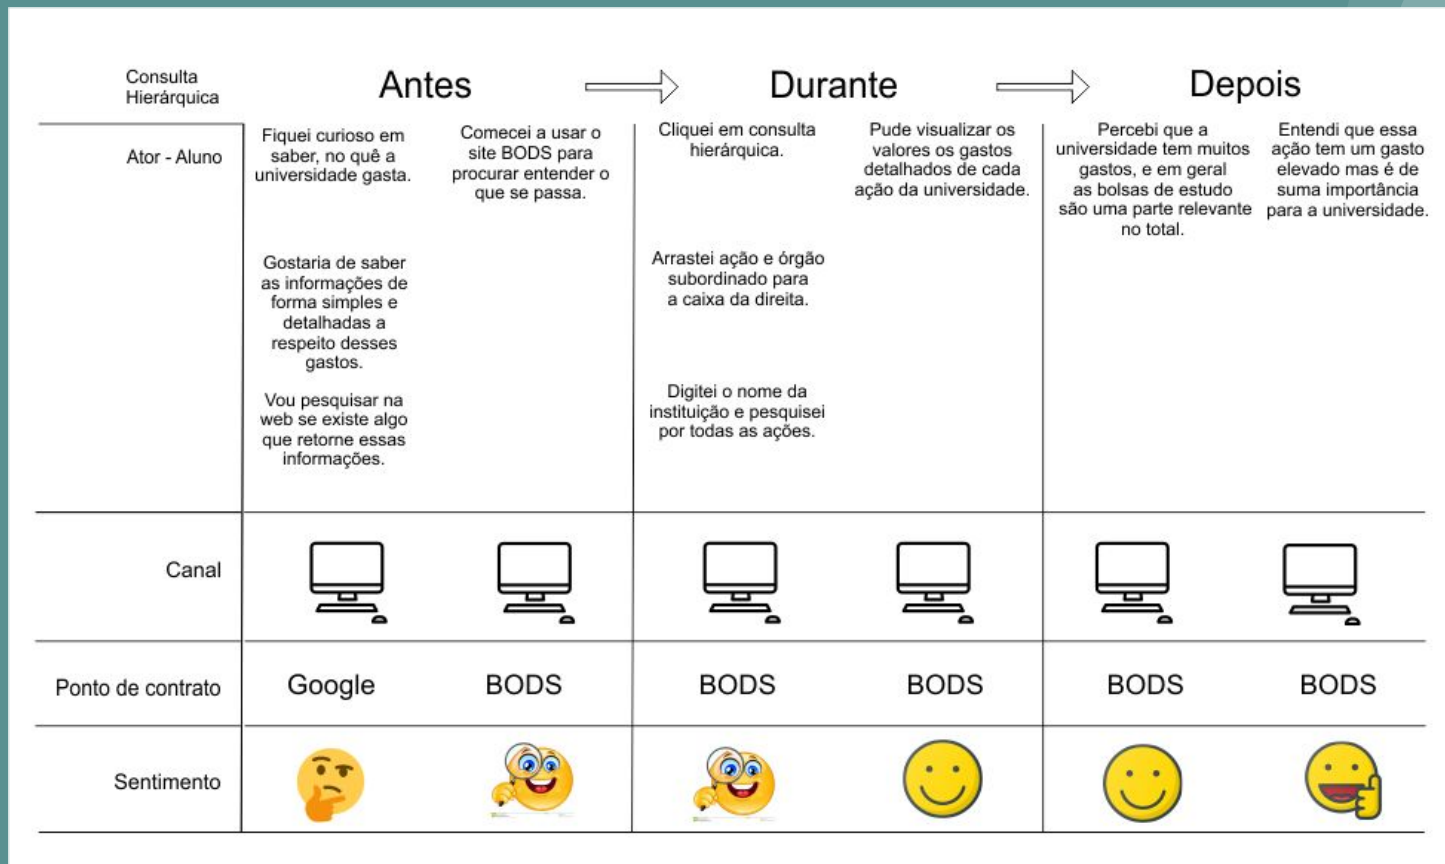 Consulta
Hierárquica
Antes
Durante
Depois
Ator - Aluno
Fiquei curioso em
saber, no quê a
universidade gasta.
Gostaria de saber
as informações de
forma simples e
detalhadas a
respeito desses
gastos.
Vou pesquisar na
web se existe algo
que retorne essas
informações.
Comecei a usar o
site BODS para
procurar entender o
que se passa.
Cliquei em consulta
hierárquica.
Arrastei ação e órgão
subordinado para
a caixa da direita.
Digitei o nome da
instituição e pesquisei
por todas as ações.
Pude visualizar os
valores os gastos
detalhados de cada
ação da universidade.
Percebi que a
universidade tem muitos
gastos, e em geral
as bolsas de estudo
são uma parte relevante
no total.
Entendi que essa
ação tem um gasto
elevado mas é de
suma importância
para a universidade.
Canal
Ponto de contrato
Google
BODS
BODS
BODS
BODS
BODS
Sentimento